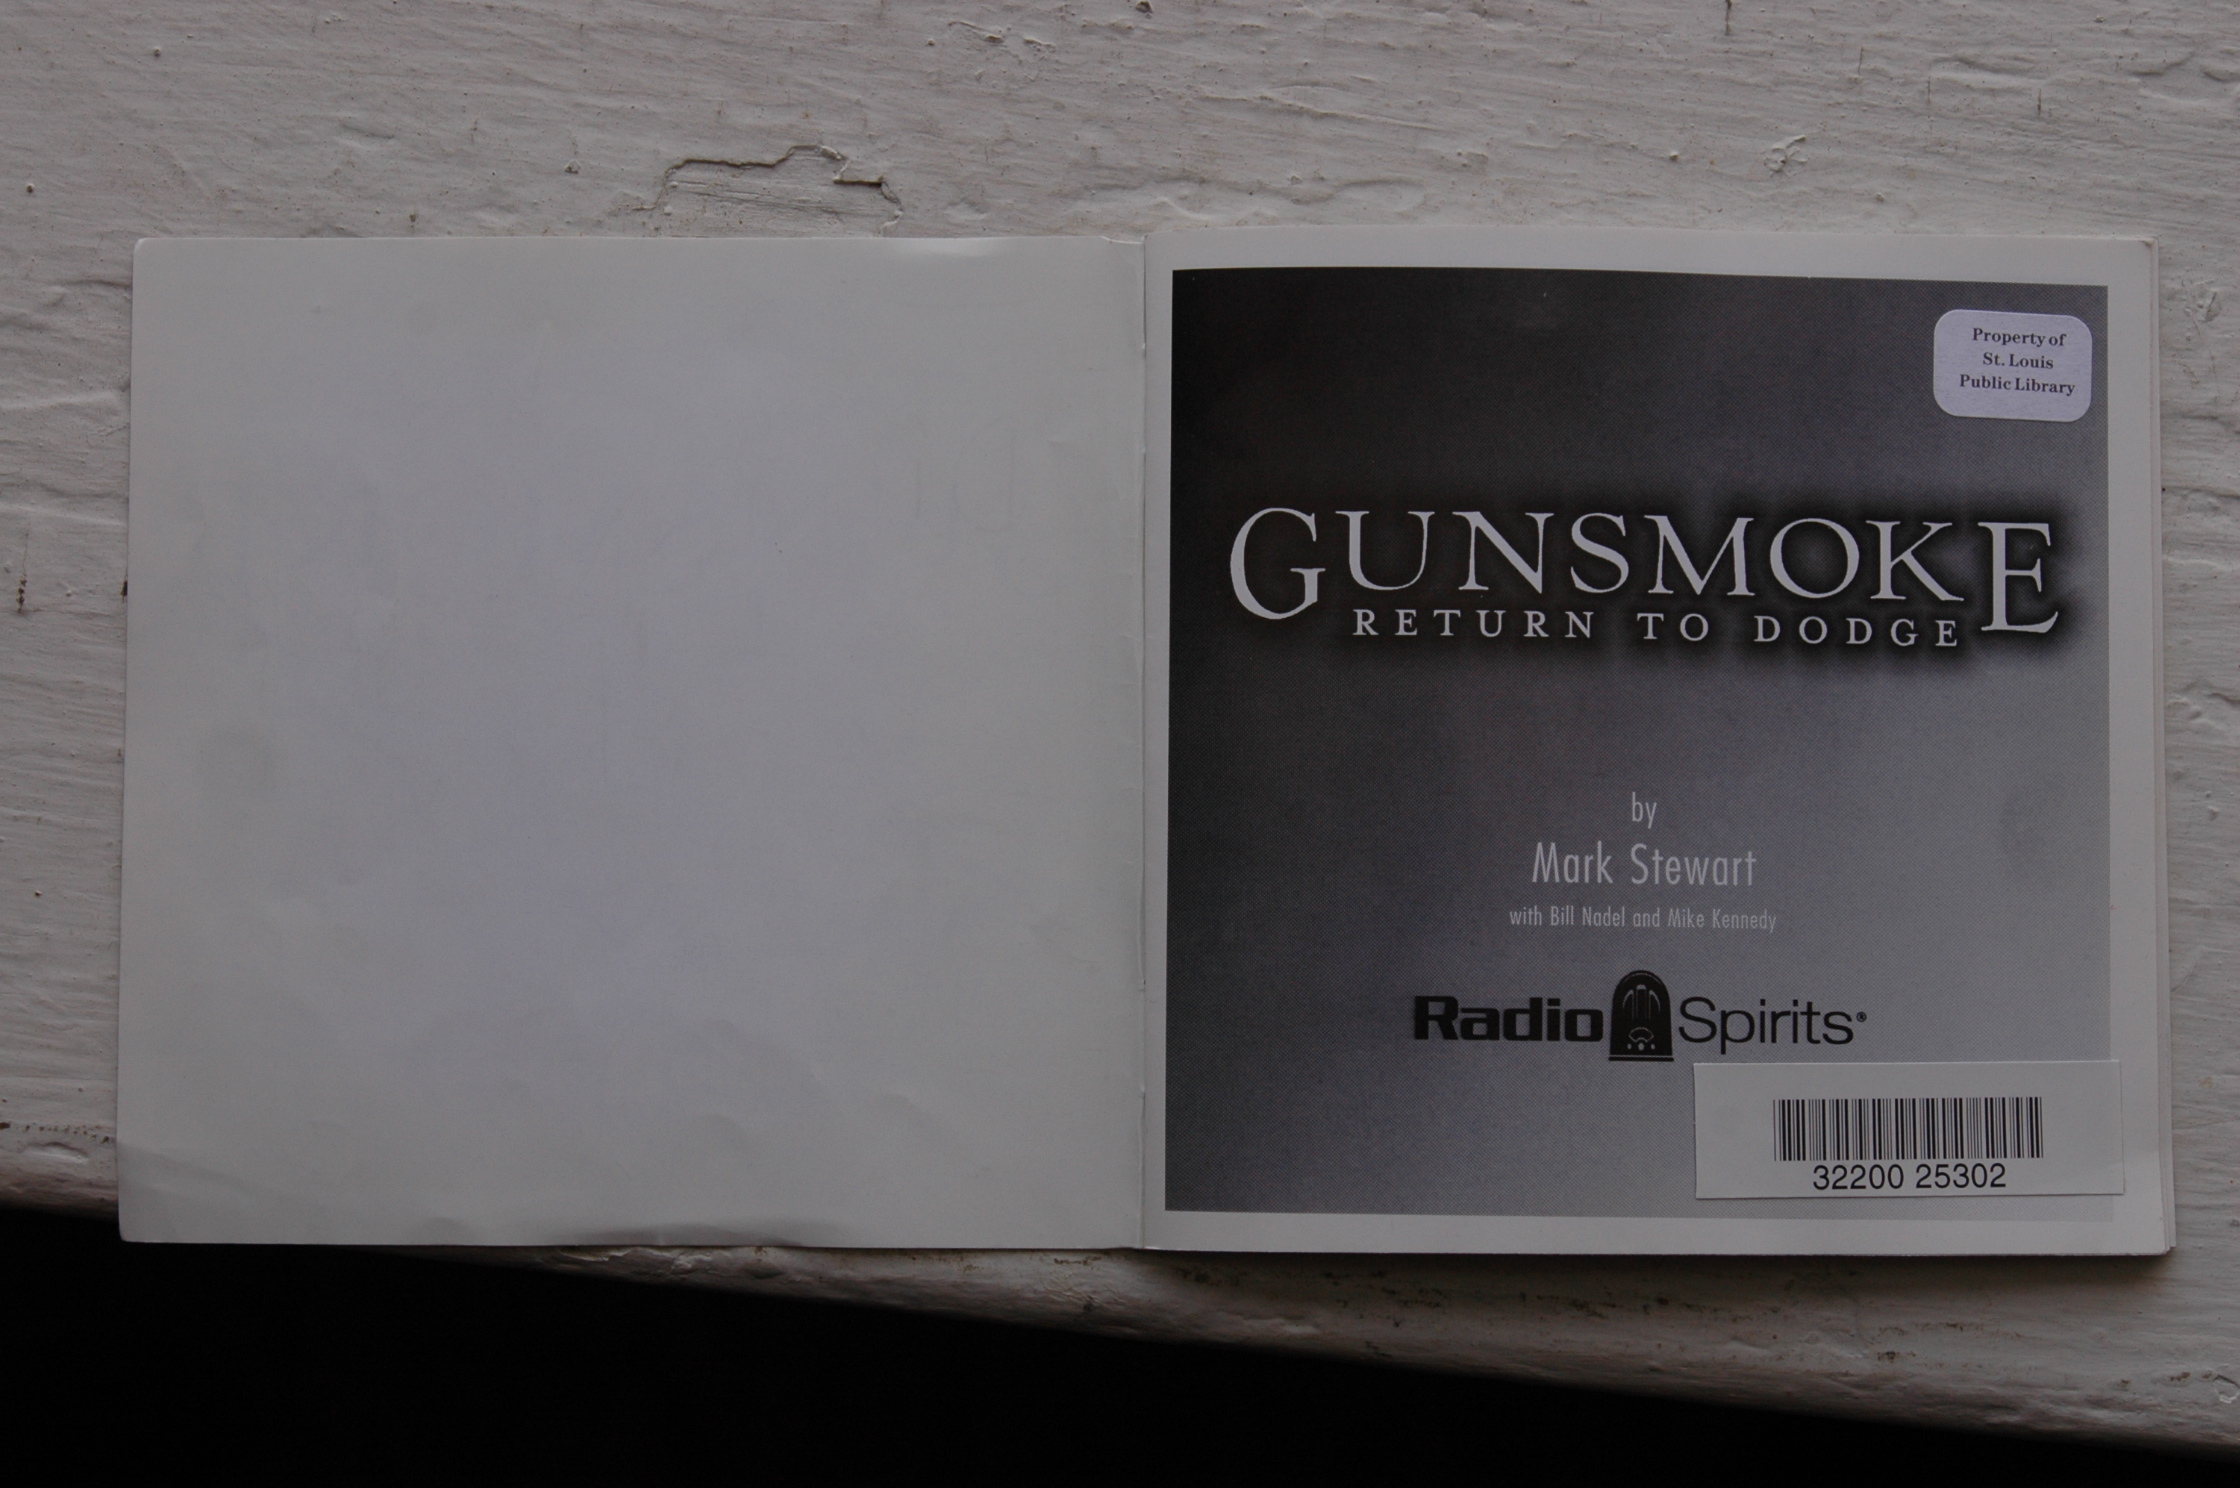 Property of
St. Louis
Public Library
GUNSMOKE
RETURN TO DODGE
by
Mark Stewart
with Bill Nadel and Mike Kennedy
Radio Spirits®
32200 25302